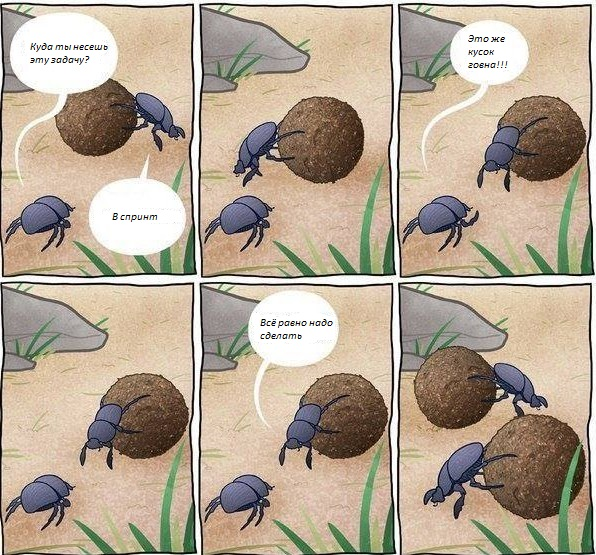 Куда ты несешь
эту задачу?
В спринт
Это же
кусок
говна!!!
Всё равно надо
сделать